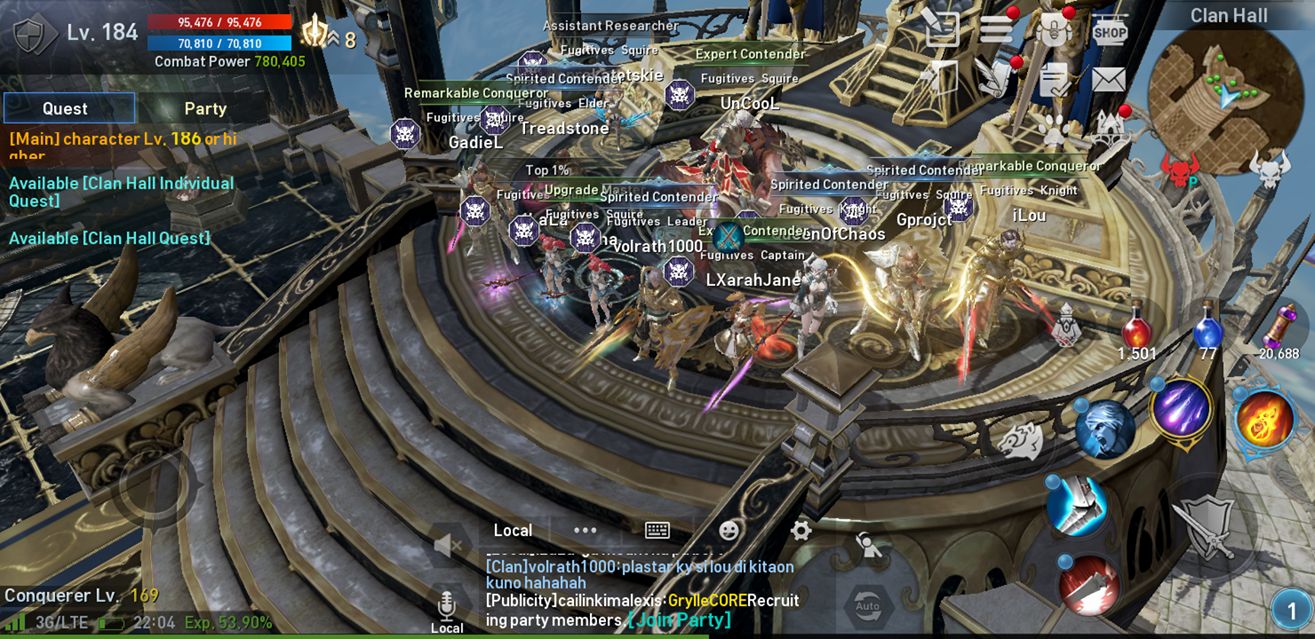 Lv. 184
95,476 / 95,476
70,810 / 70,810
8
Combat Power 780,405
Quest
Party
[Main] character Lv. 186 or hi
gher
Available [Clan Hall Individual
Quest]
Available [Clan Hall Quest]
Assistant Researcher
Fugitives Squire
Expert Contender
Fugitives Squire
UnCooL
Spirited Contender
Fugitives Elder
Treadstone
Remarkable Conqueror
Fugitives Squire
GadieL
Top 1%
Upgrade Master
Fugitives Squire
Spirited Contender
Fugitives Leader
volrath1000
Contender
Fugitives Captain
LXarahJane
Spirited Contender
Fugitives Knight
enOfChaos
Spirited Contender
Fugitives Squire
Gprojct
Remarkable Conqueror
Fugitives Knight
iLou
SHOP
Clan Hall
P
1,501
77
20,688
Local
[Clan]volrath1000: plastar ky si lou di kitaon
kuno hahahah
[Publicity]cailinkimalexis: GrylleCORERecruit
ing party members. [Join Party]
Local
Auto
1
Conquerer Lv. 169
3G/LTE 22:04 Exp. 53,90%